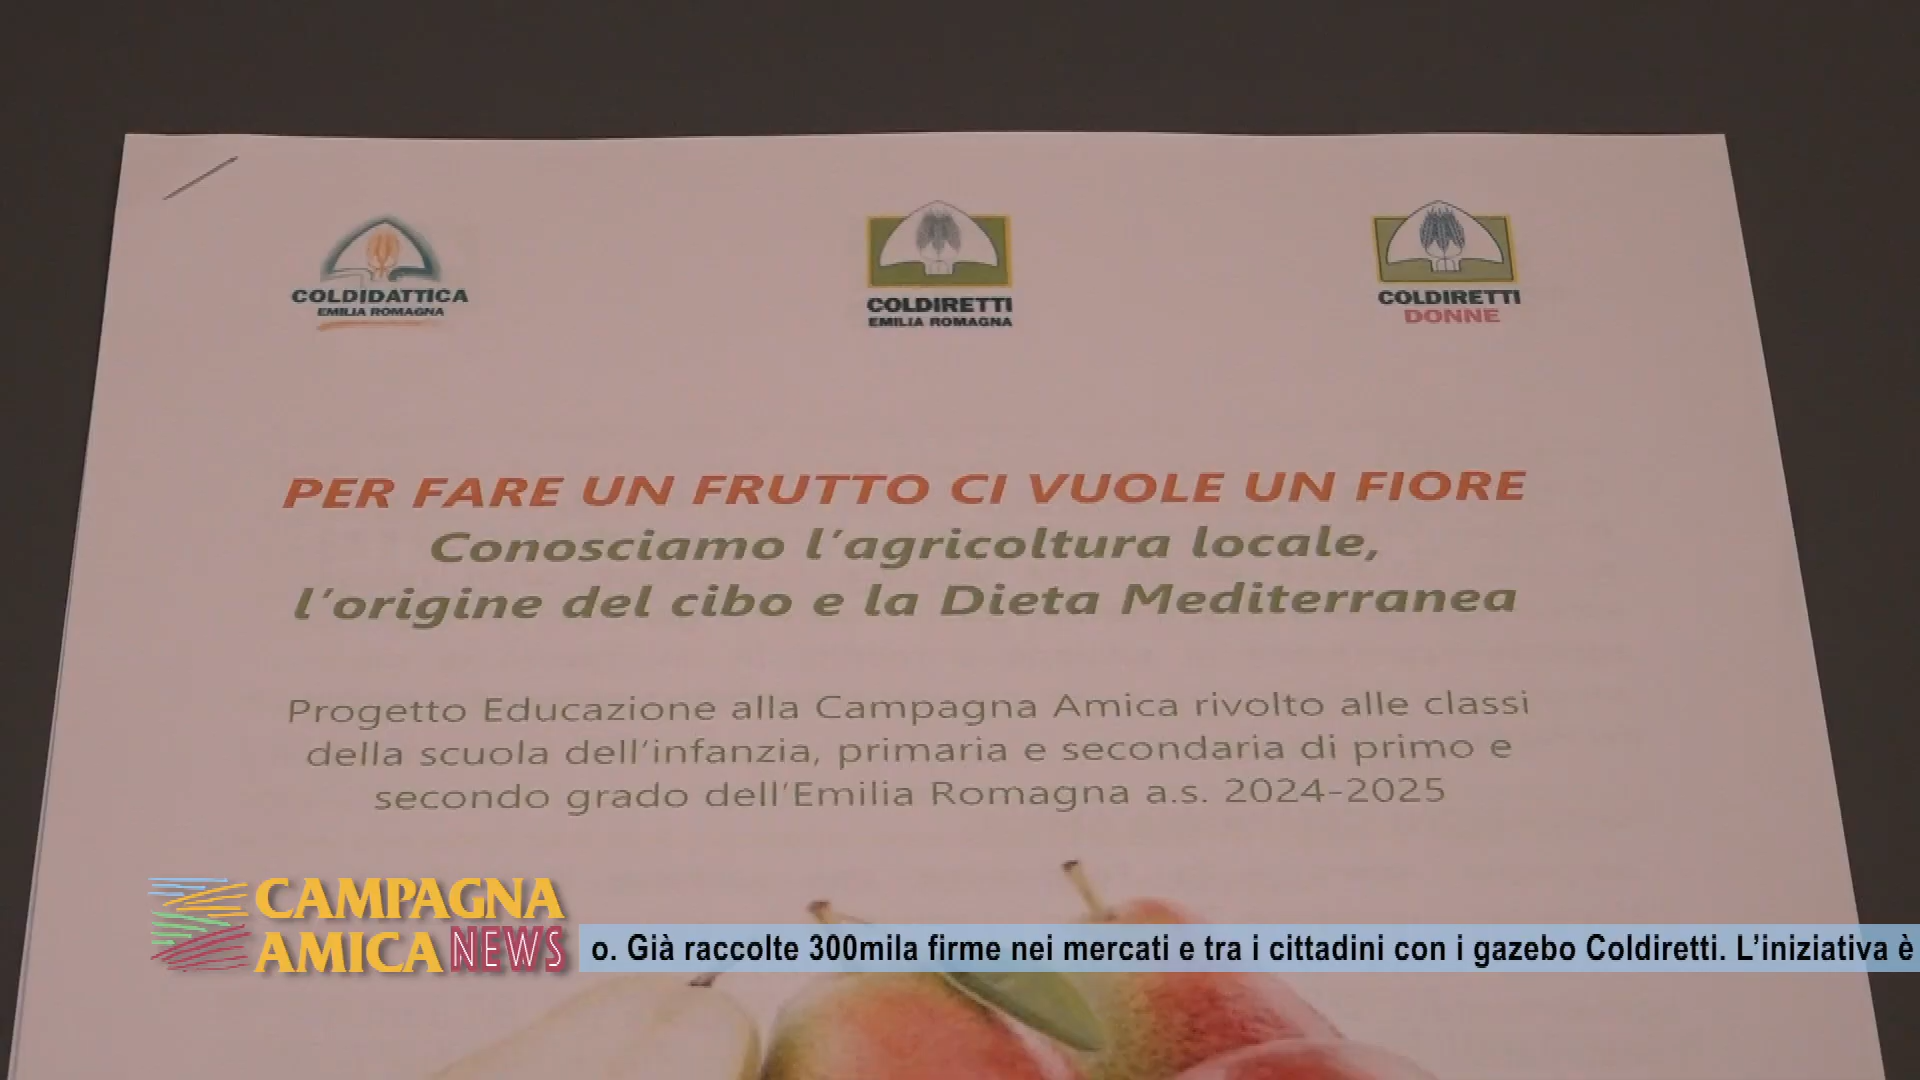 COLDIDATTICA
EMILIA ROMAGNA
COLDIRETTI
EMILIA ROMAGNA
COLDIRETTI
DONNE
PER FARE UN FRUTTO CI VUOLE UN FIORE
Conosciamo l'agricoltura locale,
l'origine del cibo e la Dieta Mediterranea
Progetto Educazione alla Campagna Amica rivolto alle classi
della scuola dell'infanzia, primaria e secondaria di primo e
secondo grado dell'Emilia Romagna a.s. 2024-2025
CAMPAGNA
AMICA NEWS
o. Già raccolte 300mila firme nei mercati e tra i cittadini con i gazebo Coldiretti. L'iniziativa è